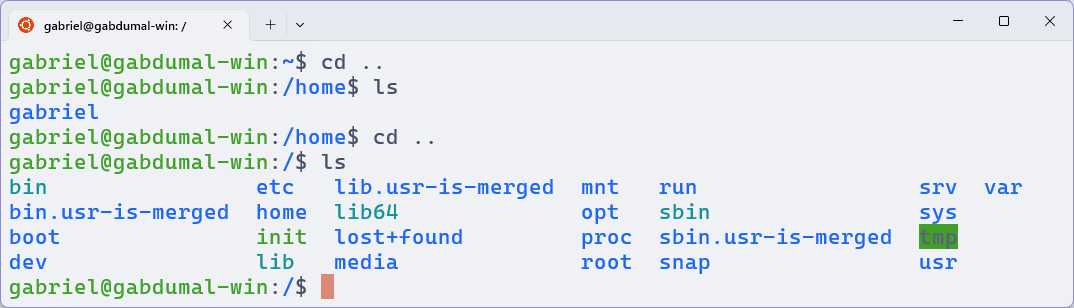 gabriel@gabdumal-win: /
gabriel@gabdumal-win:~$ cd ..
gabriel@gabdumal-win:/home$ ls
gabriel
gabriel@gabdumal-win:/home$ cd ..
gabriel@gabdumal-win:/$ ls
bin etc lib.usr-is-merged mnt run srv var
bin.usr-is-merged home lib64 opt sbin sys
boot init lost+found proc sbin.usr-is-merged tmp
dev lib media root snap usr
gabriel@gabdumal-win:/$